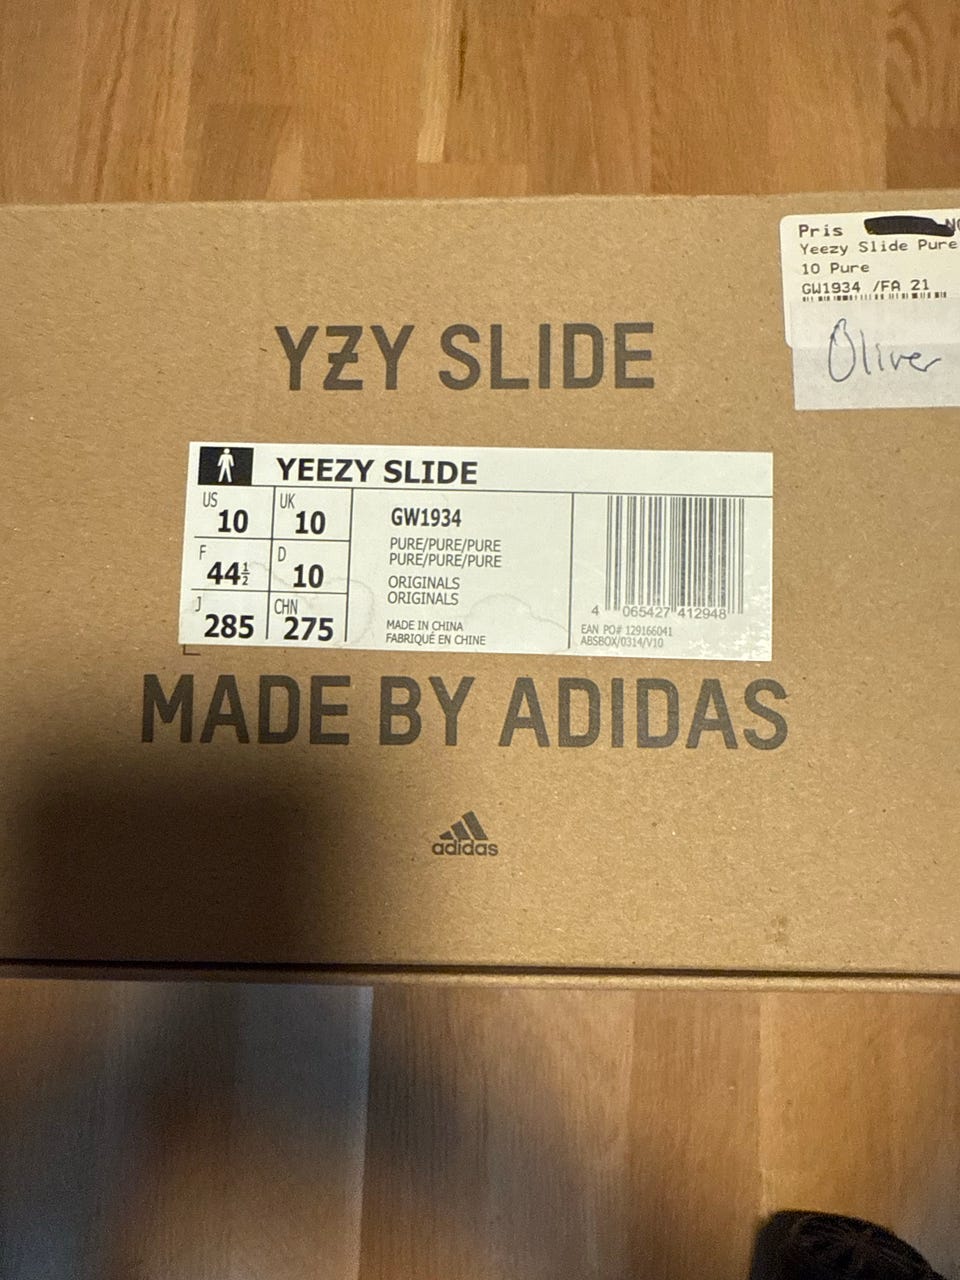 Pris
Yeezy Slide Pure
10 Pure
GW1934 /FA 21
Oliver
YZY SLIDE
YEEZY SLIDE
US 10
UK 10
F 44½
D 10
J 285
CHN 275
GW1934
PURE/PURE/PURE
PURE/PURE/PURE
ORIGINALS
ORIGINALS
MADE IN CHINA
FABRIQUÉ EN CHINE
4 065427 412948
EAN PO# 129166041
ABSBOX/0314/V10
MADE BY ADIDAS
adidas